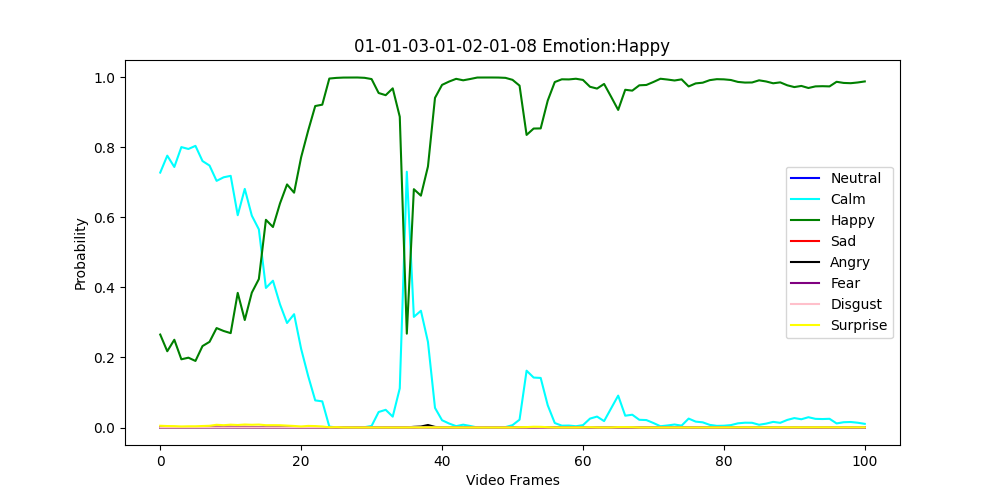 01-01-03-01-02-01-08 Emotion:Happy
Probability
1.0
0.8
0.6
0.4
0.2
0.0
Neutral
Calm
Happy
Sad
Angry
Fear
Disgust
Surprise
0 20 40 60 80 100
Video Frames